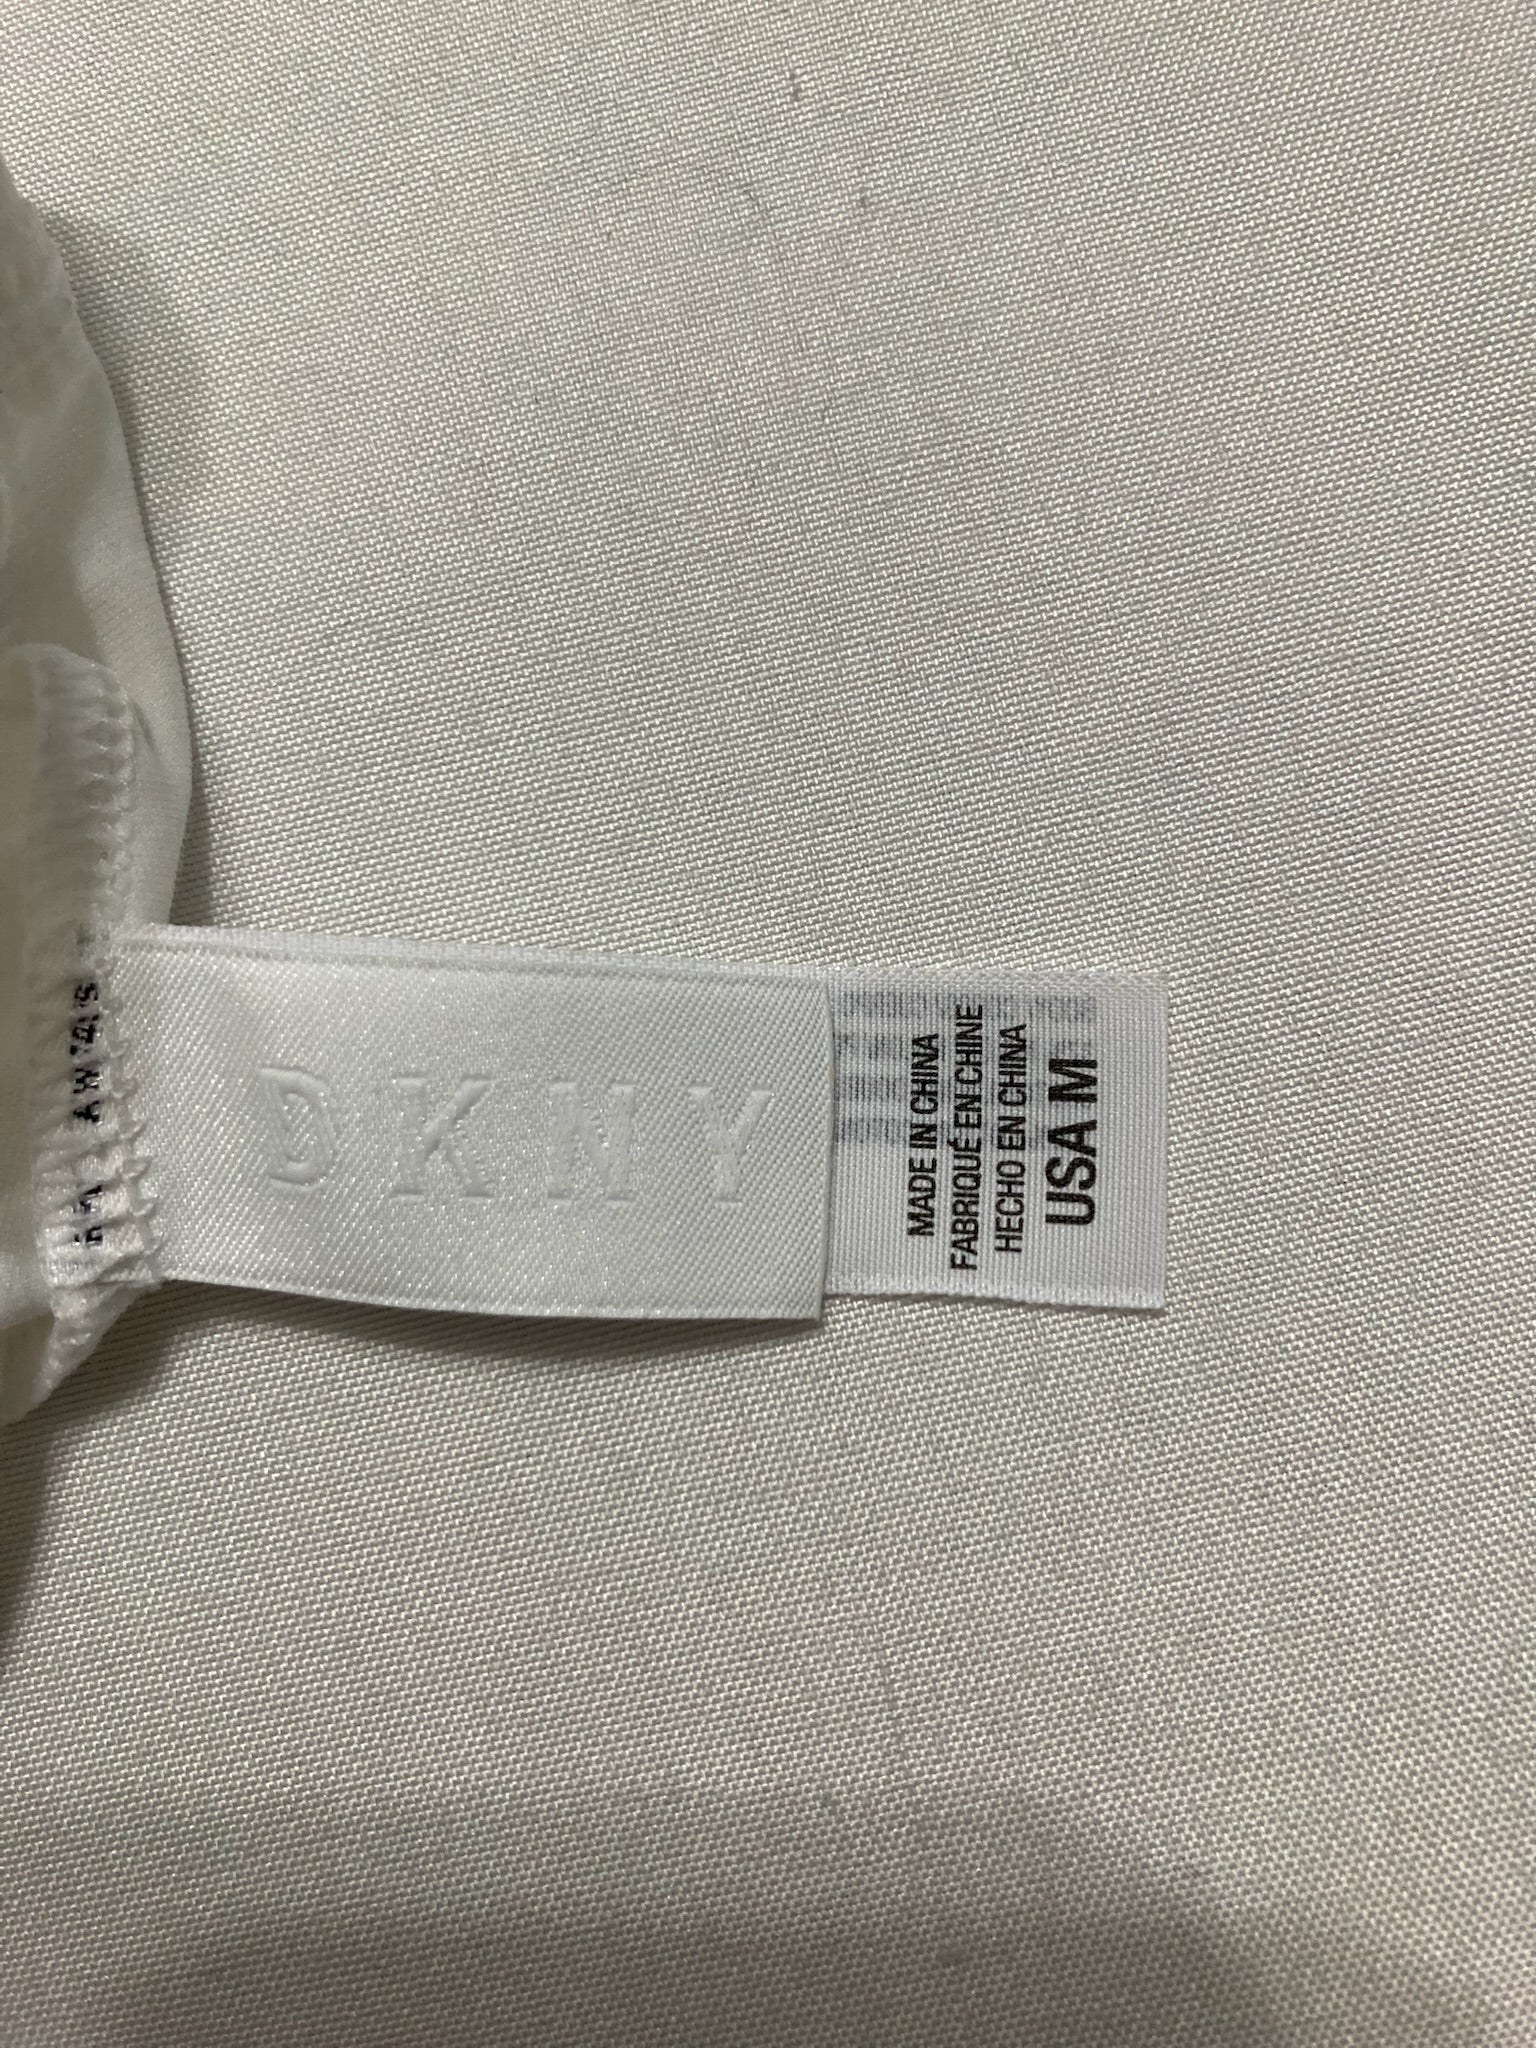 DKNY
MADE IN CHINA
FABRIQUÉ EN CHINE
HECHO EN CHINA
USA M